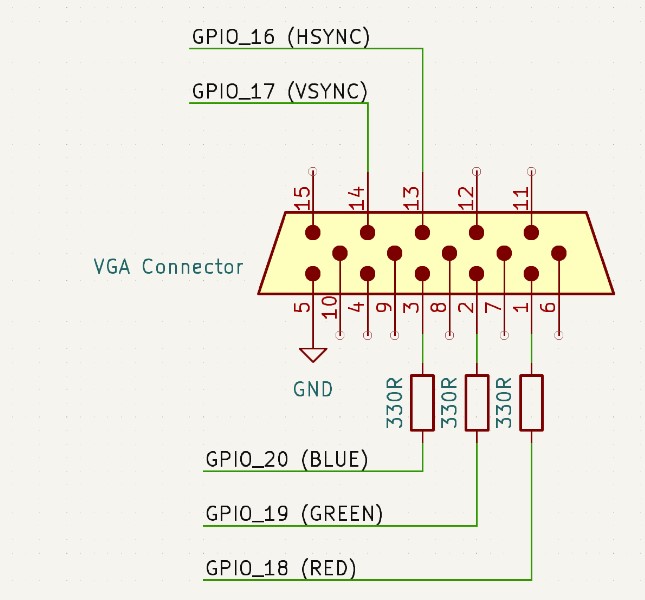 GPIO_16 (HSYNC)
GPIO_17 (VSYNC)
15 14 13 12 11
VGA Connector
5 10 4 9 3 8 2 7 1 6
GND
330R 330R 330R
GPIO_20 (BLUE)
GPIO_19 (GREEN)
GPIO_18 (RED)